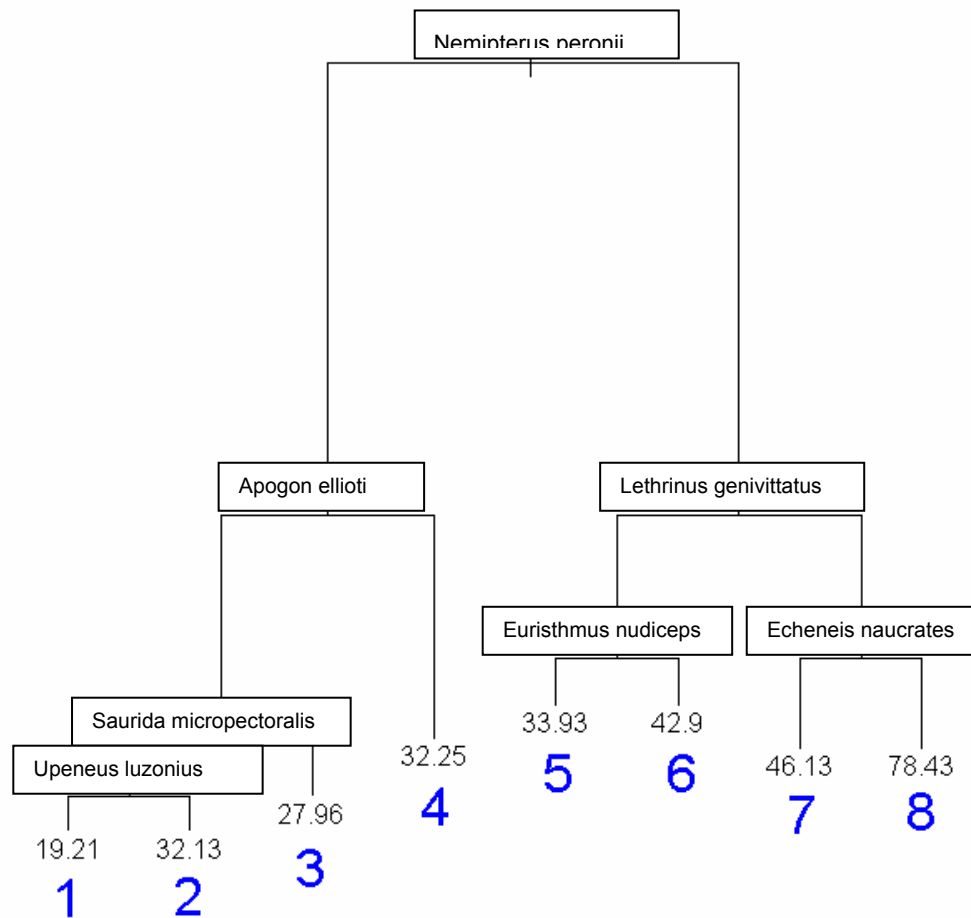 Nemipterus peronii
Apogon ellioti
Lethrinus genivittatus
Euristhmus nudiceps
Echeneis naucrates
Saurida micropectoralis
Upeneus luzonius
33.93
42.9
32.25
46.13
78.43
27.96
19.21
32.13
5
6
7
8
4
3
1
2